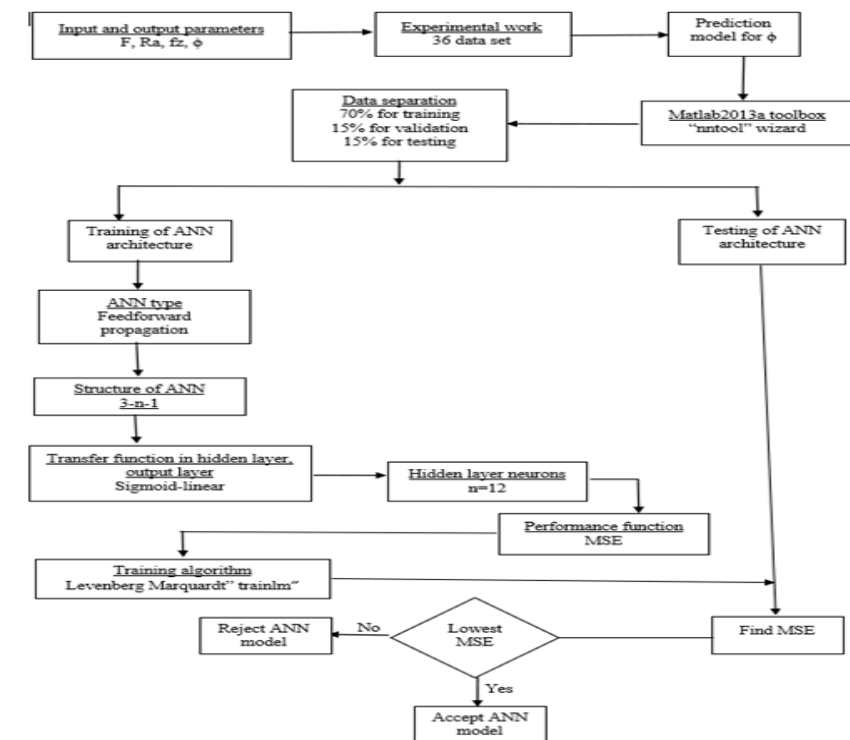 Input and output parameters
F, Ra, fz, ϕ
Experimental work
36 data set
Prediction
model for ϕ
Matlab2013a toolbox
"nntool" wizard
Data separation
70% for training
15% for validation
15% for testing
Training of ANN
architecture
Testing of ANN
architecture
ANN type
Feedforward
propagation
Structure of ANN
3-n-1
Transfer function in hidden layer,
output layer
Sigmoid-linear
Hidden layer neurons
n=12
Performance function
MSE
Training algorithm
Levenberg Marquardt" trainlm"
Find MSE
Lowest
MSE
No
Reject ANN
model
Yes
Accept ANN
model